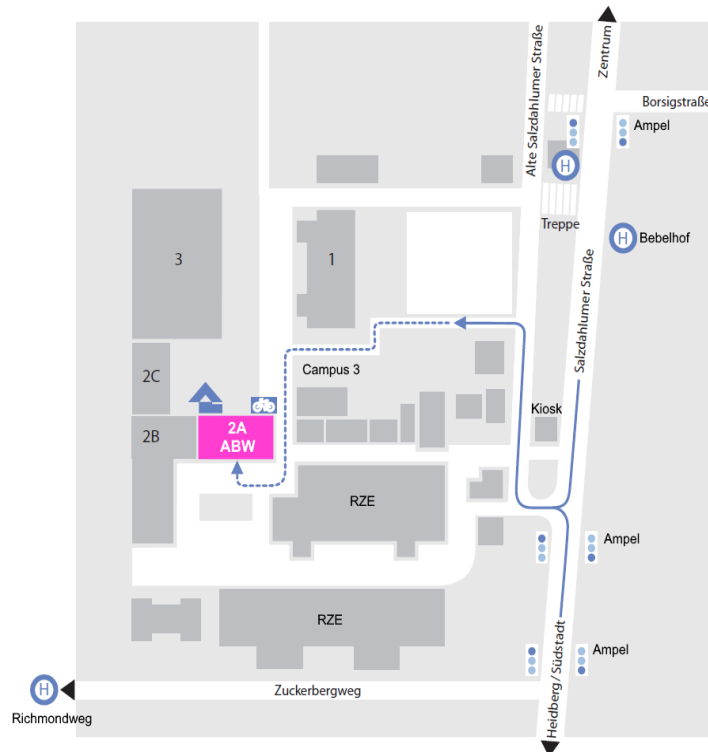 Zentrum
Alte Salzdahlumer Straße
Borsigstraße
Ampel
H
Treppe
H
Bebelhof
Salzdahlumer Straße
3
1
2C
Campus 3
Kiosk
2B
2A
ABW
RZE
Ampel
RZE
Ampel
Heidberg / Südstadt
H
Zuckerbergweg
Richmondweg